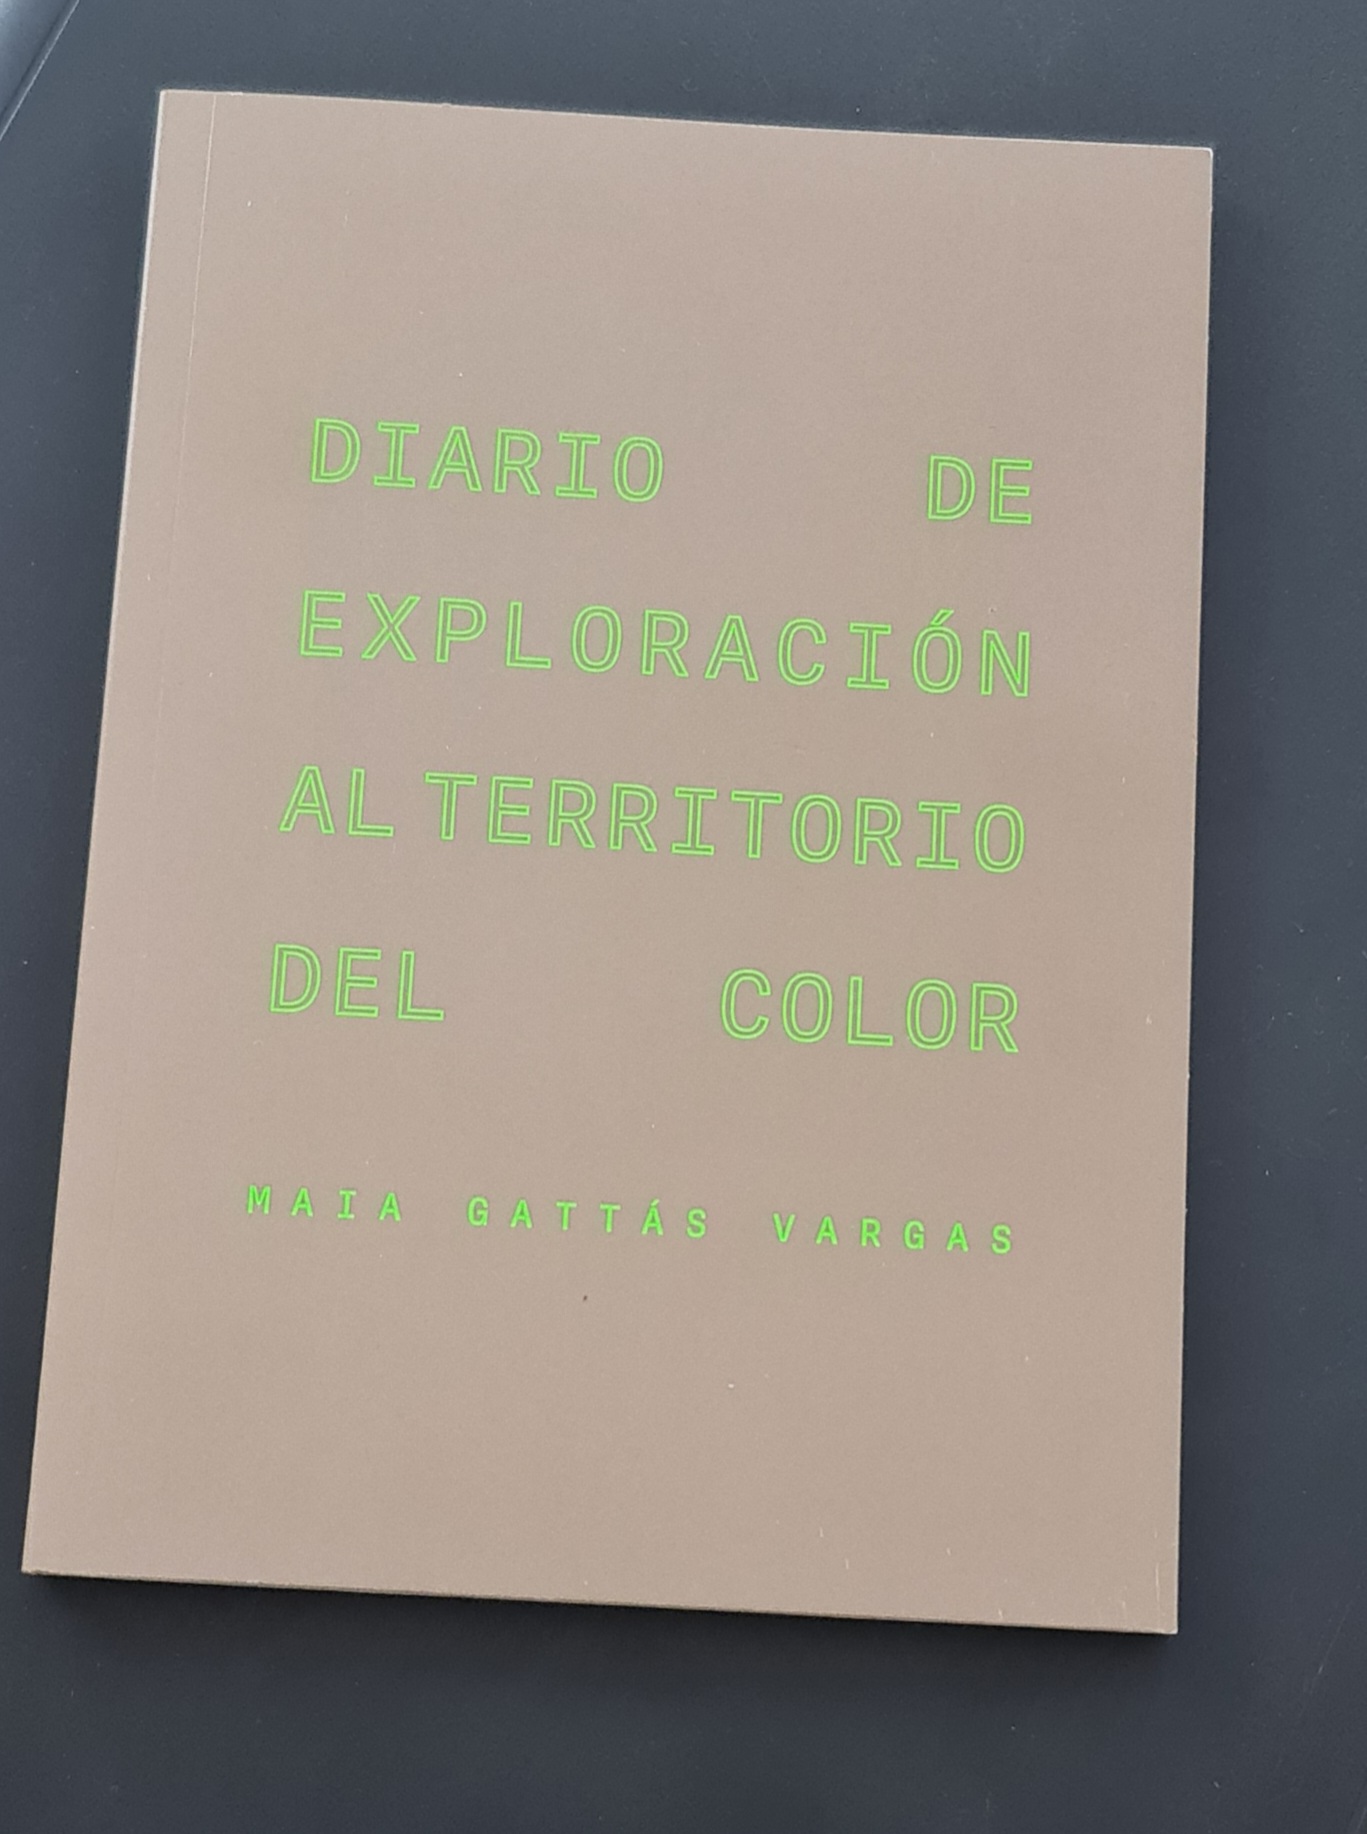 DIARIO DE
EXPLORACIÓN
AL TERRITORIO
DEL COLOR
MAIA GATTÁS VARGAS